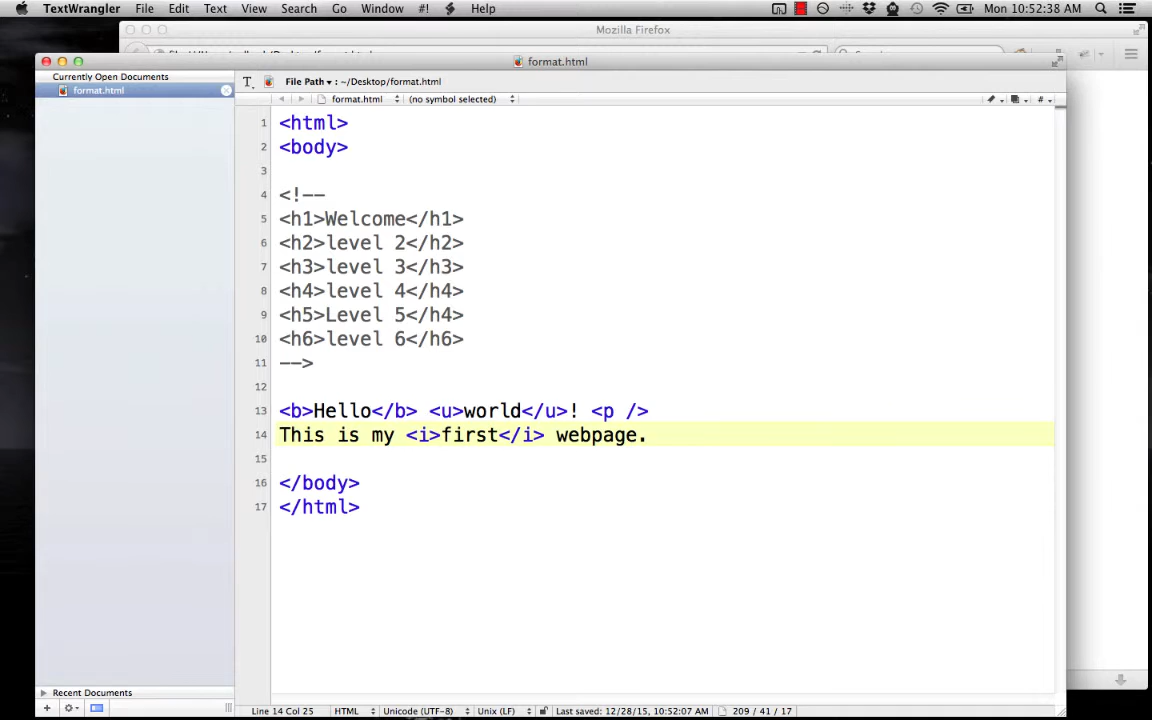 TextWrangler File Edit Text View Search Go Window #! Help Mon 10:52:38 AM
Mozilla Firefox
format.html
Currently Open Documents
format.html
File Path ▾ : ~/Desktop/format.html
format.html (no symbol selected)
1 <html>
2 <body>
3
4 <!--
5 <h1>Welcome</h1>
6 <h2>level 2</h2>
7 <h3>level 3</h3>
8 <h4>level 4</h4>
9 <h5>Level 5</h4>
10 <h6>level 6</h6>
11 -->
12
13 <b>Hello</b> <u>world</u>! <p />
14 This is my <i>first</i> webpage.
15
16 </body>
17 </html>
Recent Documents
Line 14 Col 25 HTML Unicode (UTF-8) Unix (LF) Last saved: 12/28/15, 10:52:07 AM 209 / 41 / 17